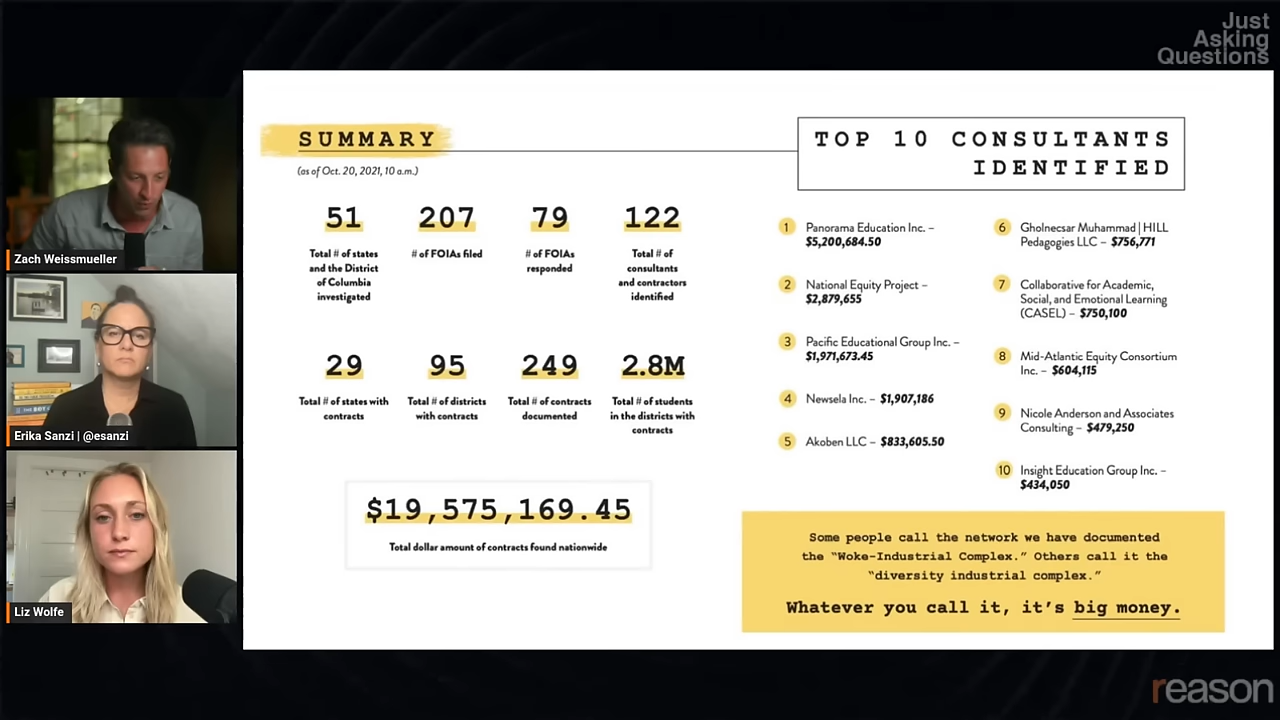 Just
Asking
Questions
Zach Weissmueller
Erika Sanzi | @esanzi
Liz Wolfe
SUMMARY
(as of Oct. 20, 2021, 10 a.m.)
51
Total # of states
and the District
of Columbia
investigated
207
# of FOIAs filed
79
# of FOIAs
responded
122
Total # of
consultants
and contractors
identified
29
Total # of states with
contracts
95
Total # of districts
with contracts
249
Total # of contracts
documented
2.8M
Total # of students
in the districts with
contracts
$19,575,169.45
Total dollar amount of contracts found nationwide
TOP 10 CONSULTANTS
IDENTIFIED
1 Panorama Education Inc. –
$5,200,684.50
2 National Equity Project –
$2,879,655
3 Pacific Educational Group Inc. –
$1,971,673.45
4 Newsela Inc. – $1,907,186
5 Akoben LLC – $833,605.50
6 Gholnecsar Muhammad | HILL
Pedagogies LLC – $756,771
7 Collaborative for Academic,
Social, and Emotional Learning
(CASEL) – $750,100
8 Mid-Atlantic Equity Consortium
Inc. – $604,115
9 Nicole Anderson and Associates
Consulting – $479,250
10 Insight Education Group Inc. –
$434,050
Some people call the network we have documented
the “Woke-Industrial Complex.” Others call it the
“diversity industrial complex.”
Whatever you call it, it’s big money.
reason